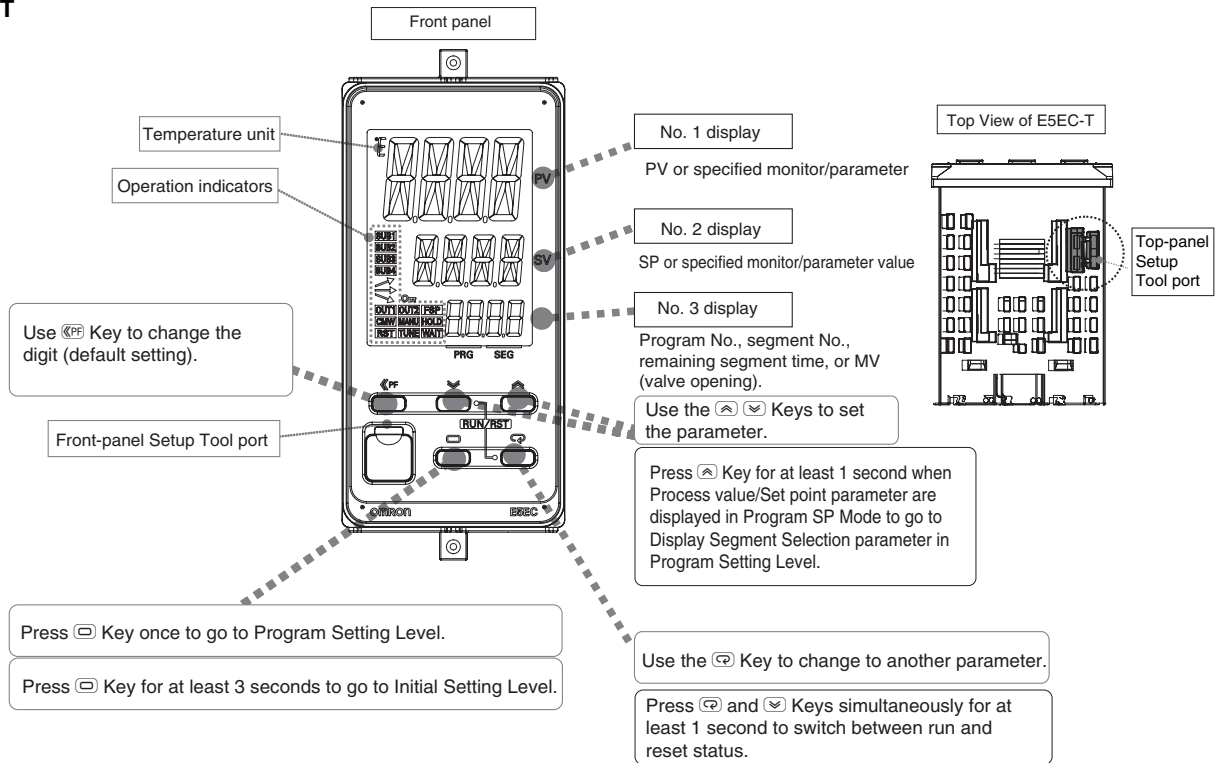 T
Front panel
Temperature unit
Operation indicators
°F
PV
SUB1
SUB2
SUB3
SUB4
SV
OUT1 OUT2 FSP
CMW MANU HOLD
RST TUNE WAIT
PRG SEG
PF
RUN/RST
OMRON
E5EC
No. 1 display
PV or specified monitor/parameter
No. 2 display
SP or specified monitor/parameter value
No. 3 display
Program No., segment No.,
remaining segment time, or MV
(valve opening).
Top View of E5EC-T
Top-panel
Setup
Tool port
Use PF Key to change the
digit (default setting).
Front-panel Setup Tool port
Use the Keys to set
the parameter.
Press Key for at least 1 second when
Process value/Set point parameter are
displayed in Program SP Mode to go to
Display Segment Selection parameter in
Program Setting Level.
Press Key once to go to Program Setting Level.
Press Key for at least 3 seconds to go to Initial Setting Level.
Use the Key to change to another parameter.
Press and Keys simultaneously for at
least 1 second to switch between run and
reset status.